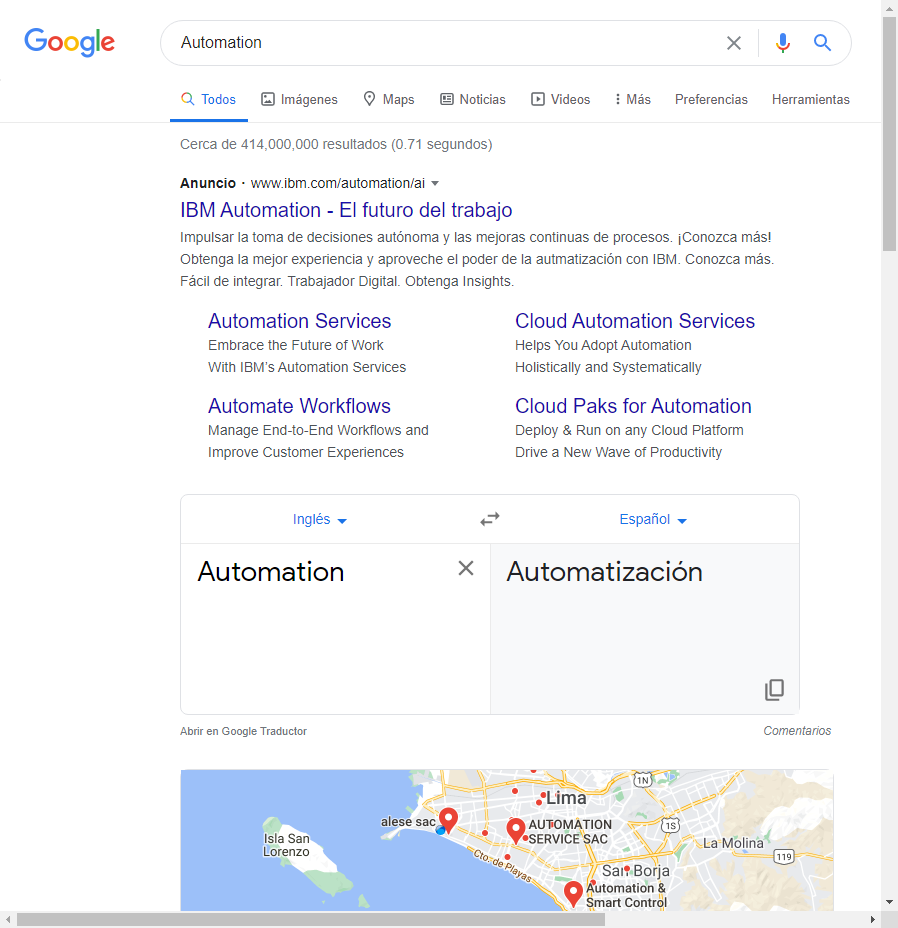 Google
Automation
Todos
Imágenes
Maps
Noticias
Videos
Más
Preferencias
Herramientas
Cerca de 414,000,000 resultados (0.71 segundos)
Anuncio · www.ibm.com/automation/ai
IBM Automation - El futuro del trabajo
Impulsar la toma de decisiones autónoma y las mejoras continuas de procesos. ¡Conozca más!
Obtenga la mejor experiencia y aproveche el poder de la autmatización con IBM. Conozca más.
Fácil de integrar. Trabajador Digital. Obtenga Insights.
Automation Services
Embrace the Future of Work
With IBM's Automation Services
Cloud Automation Services
Helps You Adopt Automation
Holistically and Systematically
Automate Workflows
Manage End-to-End Workflows and
Improve Customer Experiences
Cloud Paks for Automation
Deploy & Run on any Cloud Platform
Drive a New Wave of Productivity
Inglés
Español
Automation
Automatización
Abrir en Google Traductor
Comentarios
1N
Lima
alese sac
AUTOMATION
SERVICE SAC
1S
Isla San
Lorenzo
La Molina
119
Cto. de Playas
San Borja
Automation &
Smart Control